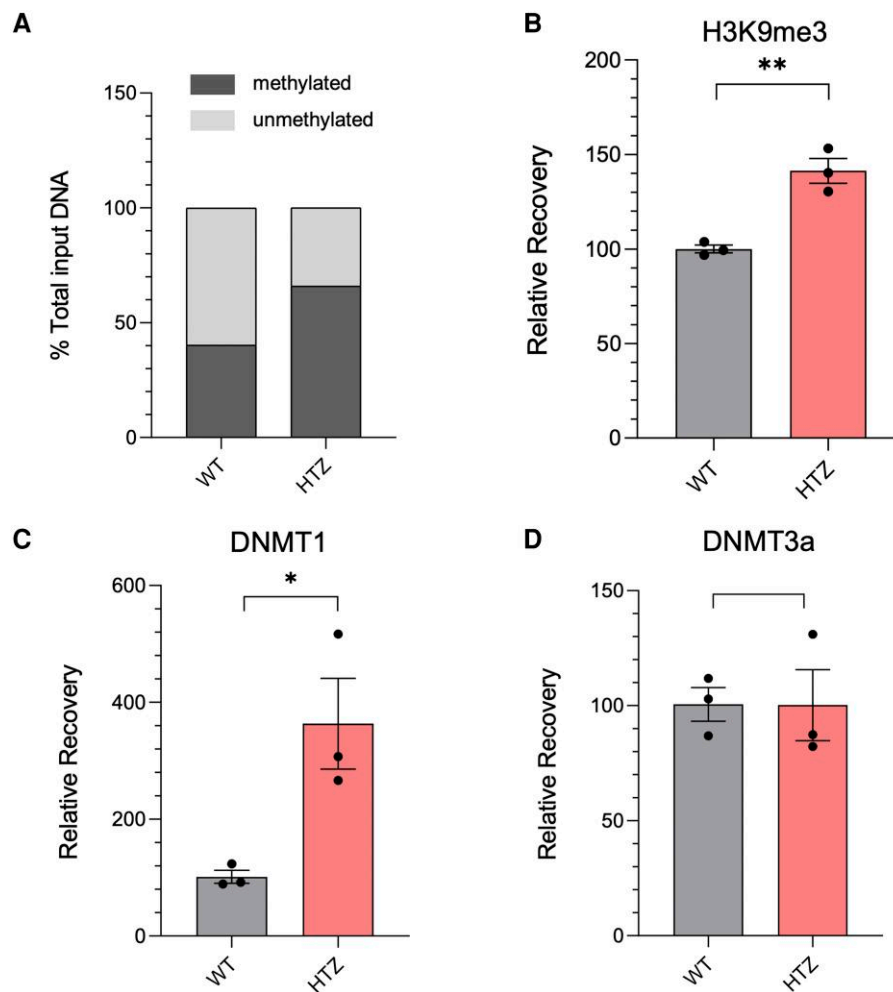 A
methylated
unmethylated
150
100
50
0
% Total input DNA
WT
HTZ
B
H3K9me3
**
200
150
100
50
0
Relative Recovery
WT
HTZ
C
DNMT1
*
600
400
200
0
Relative Recovery
WT
HTZ
D
DNMT3a
150
100
50
0
Relative Recovery
WT
HTZ